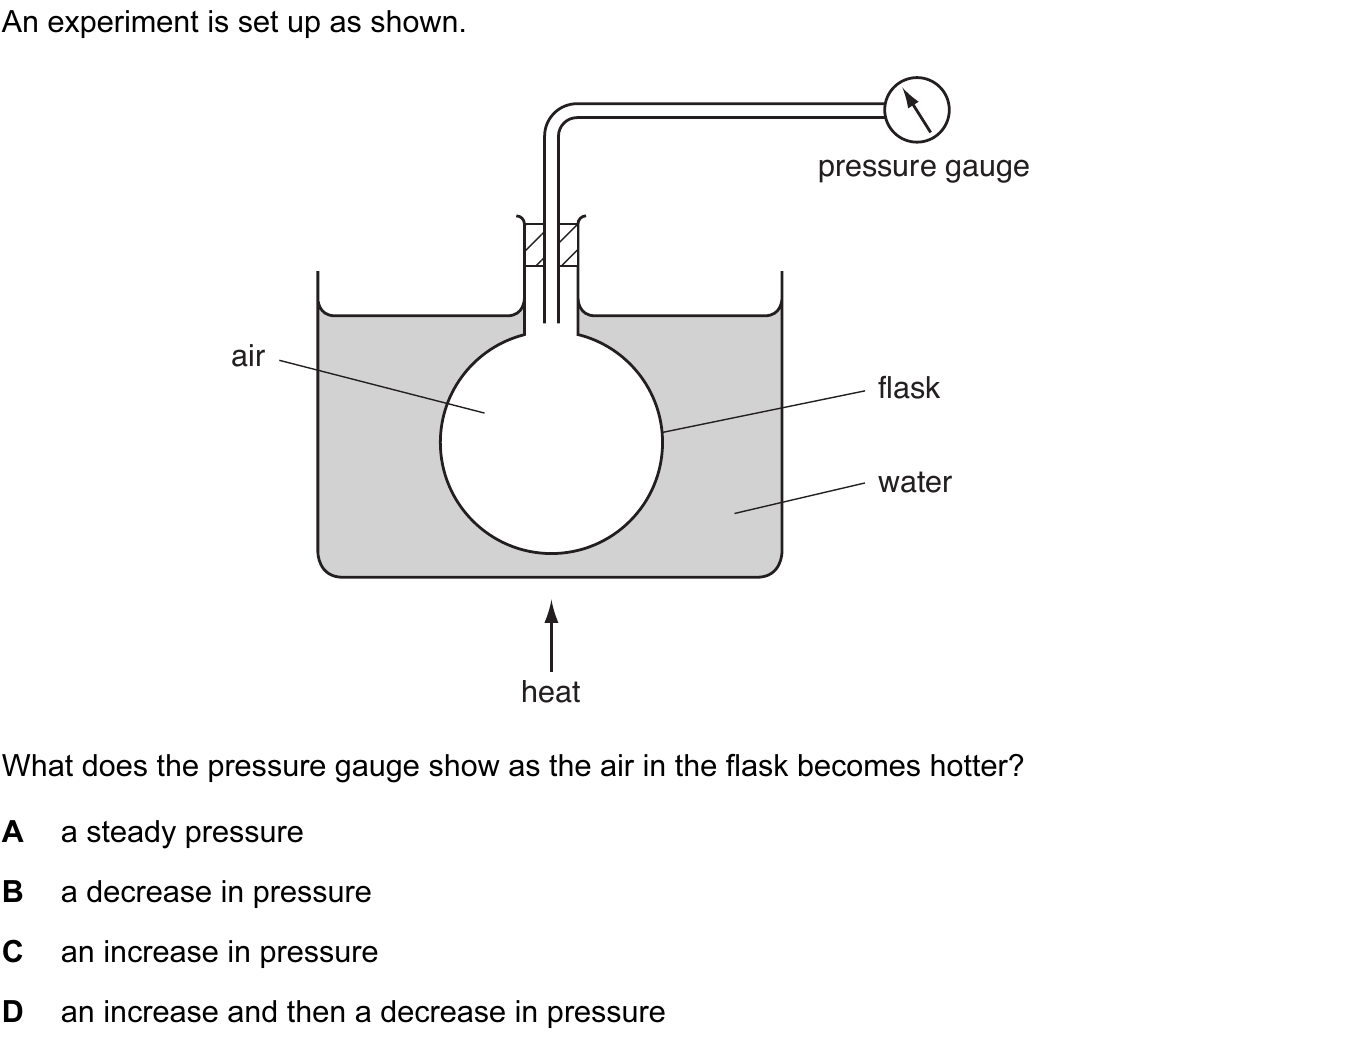 An experiment is set up as shown.
pressure gauge
air
flask
water
heat
What does the pressure gauge show as the air in the flask becomes hotter?
A a steady pressure
B a decrease in pressure
C an increase in pressure
D an increase and then a decrease in pressure